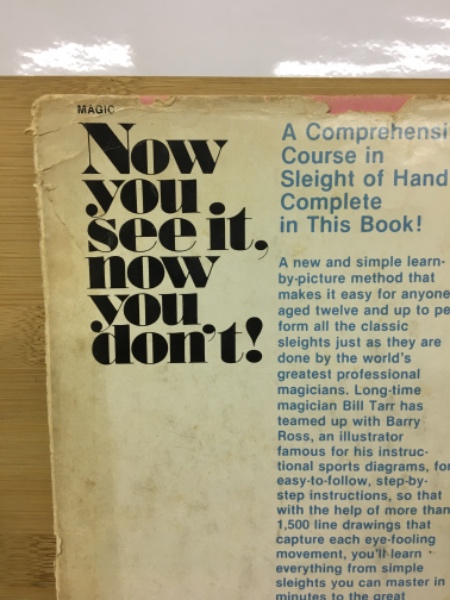 MAGIC
Now
you
see it,
now
you
don't!
A Comprehensi
Course in
Sleight of Hand
Complete
in This Book!
A new and simple learn-
by-picture method that
makes it easy for anyone
aged twelve and up to pe
form all the classic
sleights just as they are
done by the world's
greatest professional
magicians. Long-time
magician Bill Tarr has
teamed up with Barry
Ross, an illustrator
famous for his instruc-
tional sports diagrams, for
easy-to-follow, step-by-
step instructions, so that
with the help of more than
1,500 line drawings that
capture each eye-fooling
movement, you'll learn
everything from simple
sleights you can master in
minutes to the great